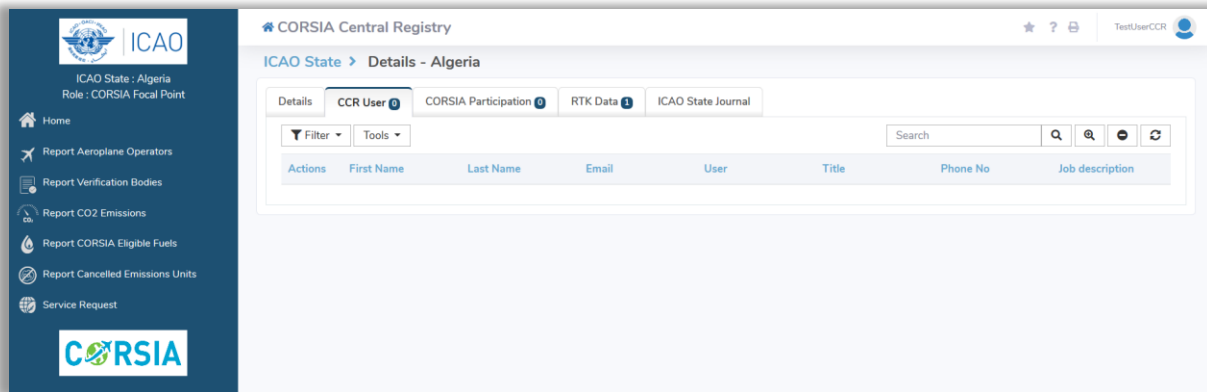 ICAO
ICAO State : Algeria
Role : CORSIA Focal Point
Home
Report Aeroplane Operators
Report Verification Bodies
CO₂
Report CO2 Emissions
Report CORSIA Eligible Fuels
Report Cancelled Emissions Units
Service Request
CORSIA
CORSIA Central Registry
? TestUserCCR
ICAO State > Details - Algeria
Details CCR User 0 CORSIA Participation 0 RTK Data 1 ICAO State Journal
Filter Tools Search
Actions First Name Last Name Email User Title Phone No Job description